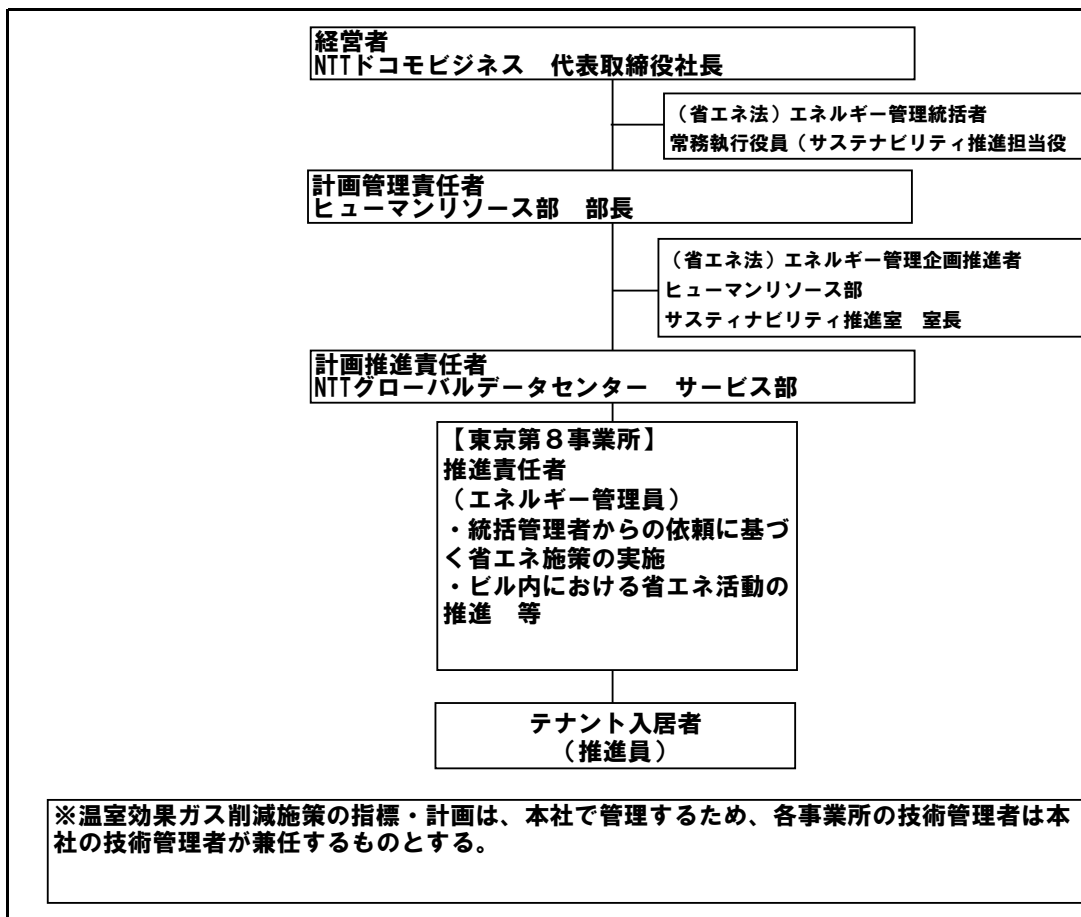 経営者
NTTドコモビジネス　代表取締役社長
（省エネ法）エネルギー管理統括者
常務執行役員（サステナビリティ推進担当役
計画管理責任者
ヒューマンリソース部　部長
（省エネ法）エネルギー管理企画推進者
ヒューマンリソース部
サスティナビリティ推進室　室長
計画推進責任者
NTTグローバルデータセンター　サービス部
【東京第８事業所】
推進責任者
（エネルギー管理員）
・統括管理者からの依頼に基づ
く省エネ施策の実施
・ビル内における省エネ活動の
推進　等
テナント入居者
（推進員）
※温室効果ガス削減施策の指標・計画は、本社で管理するため、各事業所の技術管理者は本
社の技術管理者が兼任するものとする。